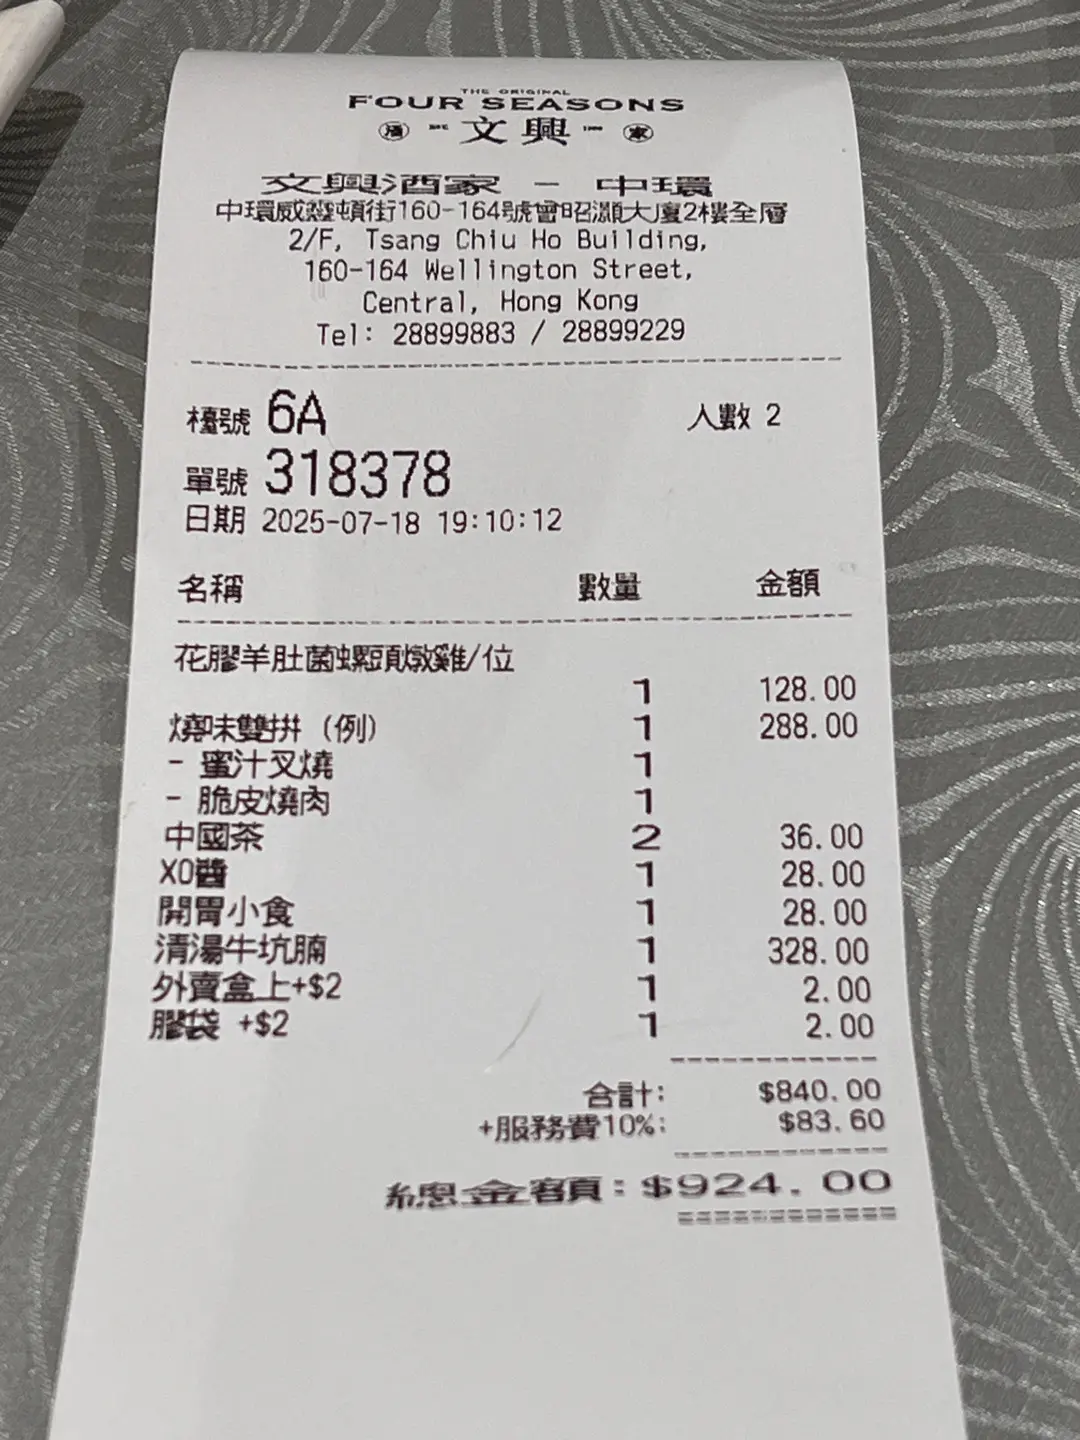 THE ORIGINAL
FOUR SEASONS
酒 文興 家
文興酒家 - 中環
中環威靈頓街160-164號曾昭灝大廈2樓全層
2/F, Tsang Chiu Ho Building,
160-164 Wellington Street,
Central, Hong Kong
Tel: 28899883 / 28899229
檯號 6A 人數 2
單號 318378
日期 2025-07-18 19:10:12
名稱 數量 金額
花膠羊肚菌螺頭燉雞/位
1 128.00
燒味雙拼 (例) 1 288.00
- 蜜汁叉燒 1
- 脆皮燒肉 1
中國茶 2 36.00
XO醬 1 28.00
開胃小食 1 28.00
清湯牛坑腩 1 328.00
外賣盒上+$2 1 2.00
膠袋 +$2 1 2.00
合計: $840.00
+服務費10%: $83.60
總金額: $924.00